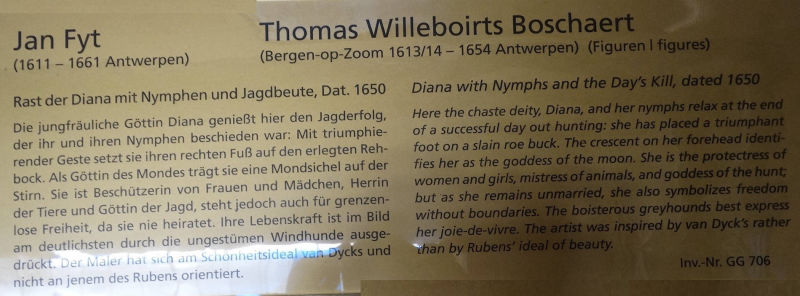 Jan Fyt
(1611 – 1661 Antwerpen)
Thomas Willeboirts Boschaert
(Bergen-op-Zoom 1613/14 – 1654 Antwerpen) (Figuren | figures)
Rast der Diana mit Nymphen und Jagdbeute, Dat. 1650
Die jungfräuliche Göttin Diana genießt hier den Jagderfolg,
der ihr und ihren Nymphen beschieden war: Mit triumphie-
render Geste setzt sie ihren rechten Fuß auf den erlegten Reh-
bock. Als Göttin des Mondes trägt sie eine Mondsichel auf der
Stirn. Sie ist Beschützerin von Frauen und Mädchen, Herrin
der Tiere und Göttin der Jagd, steht jedoch auch für grenzen-
lose Freiheit, da sie nie heiratet. Ihre Lebenskraft ist im Bild
am deutlichsten durch die ungestümen Windhunde ausge-
drückt. Der Maler hat sich am Schönheitsideal van Dycks und
nicht an jenem des Rubens orientiert.
Diana with Nymphs and the Day's Kill, dated 1650
Here the chaste deity, Diana, and her nymphs relax at the end
of a successful day out hunting: she has placed a triumphant
foot on a slain roe buck. The crescent on her forehead identi-
fies her as the goddess of the moon. She is the protectress of
women and girls, mistress of animals, and goddess of the hunt;
but as she remains unmarried, she also symbolizes freedom
without boundaries. The boisterous greyhounds best express
her joie-de-vivre. The artist was inspired by van Dyck's rather
than by Rubens' ideal of beauty.
Inv.-Nr. GG 706